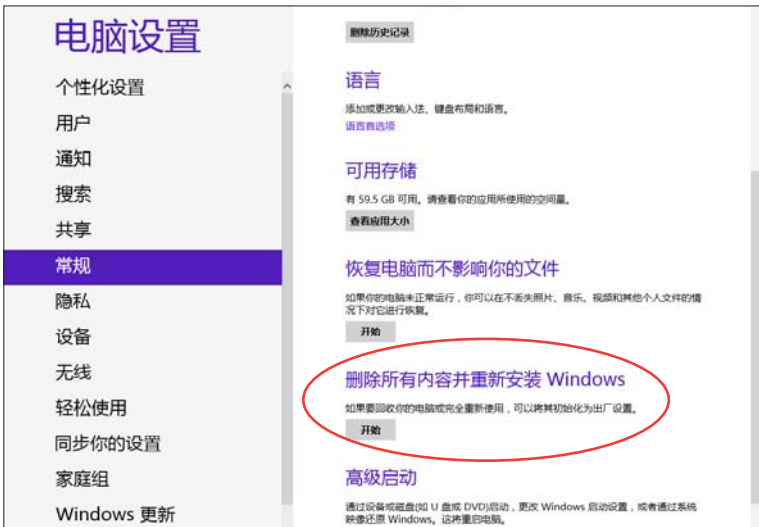 电脑设置
个性化设置
用户
通知
搜索
共享
常规
隐私
设备
无线
轻松使用
同步你的设置
家庭组
Windows 更新
删除历史记录
语言
添加或更改输入法、键盘布局和语言。
语言首选项
可用存储
有 59.5 GB 可用。请查看你的应用所使用的空间量。
查看应用大小
恢复电脑而不影响你的文件
如果你的电脑未正常运行，你可以在不丢失照片、音乐、视频和其他个人文件的情
况下对它进行恢复。
开始
删除所有内容并重新安装 Windows
如果要回收你的电脑或完全重新使用，可以将其初始化为出厂设置。
开始
高级启动
通过设备或磁盘(如 U 盘或 DVD)启动，更改 Windows 启动设置，或者通过系统
映像还原 Windows。这将重启电脑。